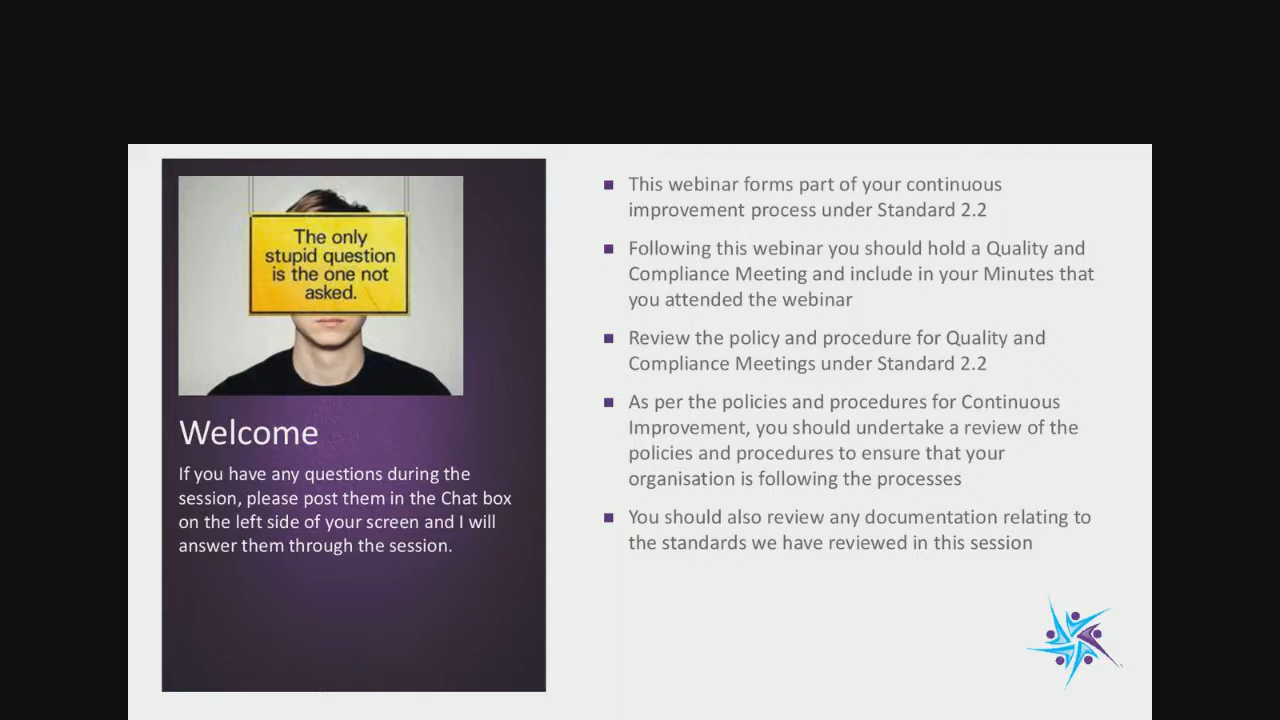 The only
stupid question
is the one not
asked.
Welcome
If you have any questions during the
session, please post them in the Chat box
on the left side of your screen and I will
answer them through the session.
This webinar forms part of your continuous
improvement process under Standard 2.2
Following this webinar you should hold a Quality and
Compliance Meeting and include in your Minutes that
you attended the webinar
Review the policy and procedure for Quality and
Compliance Meetings under Standard 2.2
As per the policies and procedures for Continuous
Improvement, you should undertake a review of the
policies and procedures to ensure that your
organisation is following the processes
You should also review any documentation relating to
the standards we have reviewed in this session